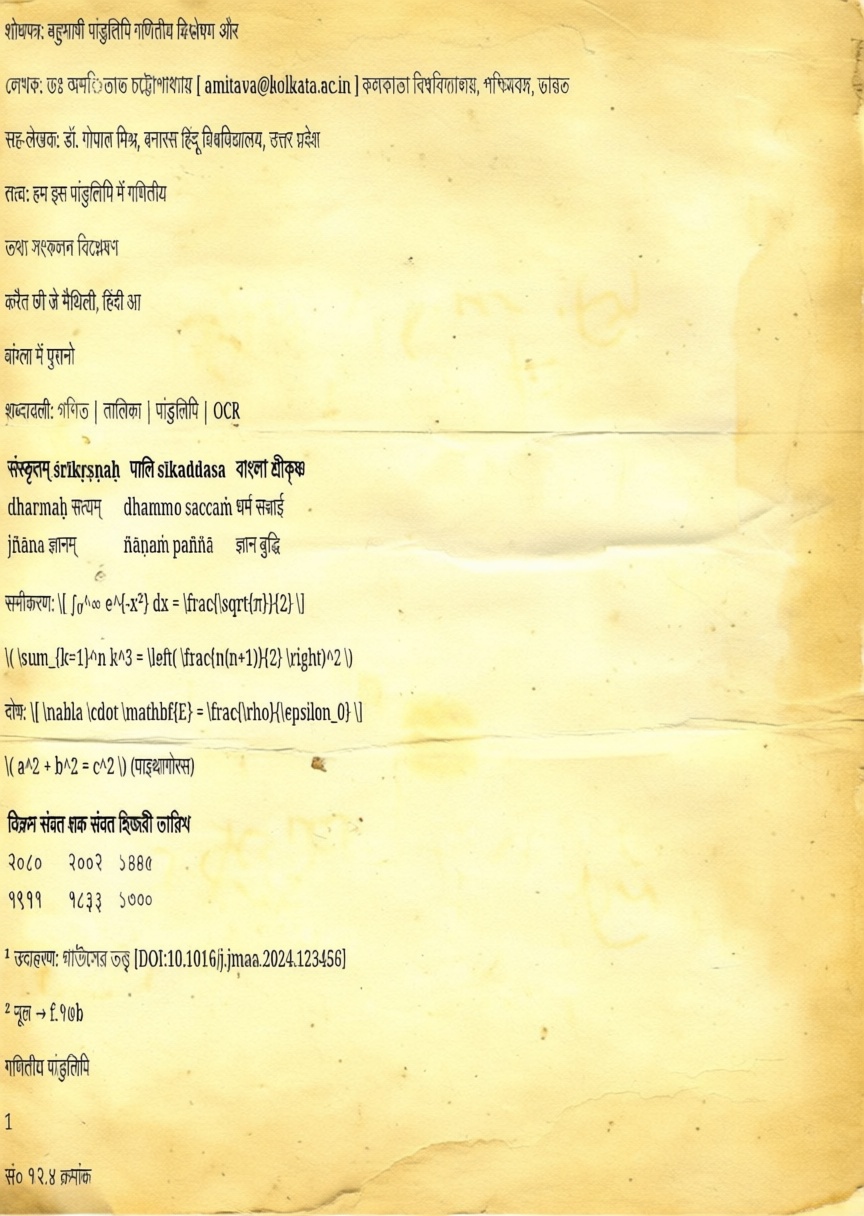 शोधपत्र: बहुभाषी पांडुलिपि गणितीय विश्लेषण और
লেখক: ডঃ অমিতাভ চট্টোপাধ্যায় [ amitava@kolkata.ac.in ] কলকাতা বিশ্ববিদ্যালয়, পশ্চিমবঙ্গ, ভারত
सह-लेखक: डॉ. गोपाल मिश्र, बनारस हिंदू विश्वविद्यालय, उत्तर प्रदेश
तत्व: हम इस पांडुलिपि में गणितीय
তথ্য সংকলন বিশ্লেষণ
करैत छी जे मैथिली, हिंदी आ
बांग्ला में पुरानो
शब्दावली: গণিত | तालिका | पांडुलिपि | OCR
संस्कृतम् śrīkṛṣṇaḥ पालि sikaddasa বাংলা শ্রীকৃষ্ণ
dharmaḥ सत्यम् dhammo saccaṁ धर्म
jñāna ज्ञानम् ñāṇaṁ paññā ज्ञान बुद्धि
समीकरण: \[ ∫₀^∞ e^{-x²} dx = \frac{\sqrt{π}}{2} \]
\( \sum_{k=1}^n k^3 = \left( \frac{n(n+1)}{2} \right)^2 \)
\[ \nabla \cdot \mathbf{E} = \frac{\rho}{\epsilon_0} \]
\( a^2 + b^2 = c^2 \) (पाइथागोरस)
विक्रम संवत शक संवत हिजरी তারিখ
२०८० २००२ ১৪৪৫
१९११ १८३३ ১৩০০
¹ उदाहरण: গাউসের তত্ত্ব [DOI:10.1016/j.jmaa.2024.123456]
² → f.१७b
गणितीय पांडुलिपि
1
सं० १२.४ क्रमांक